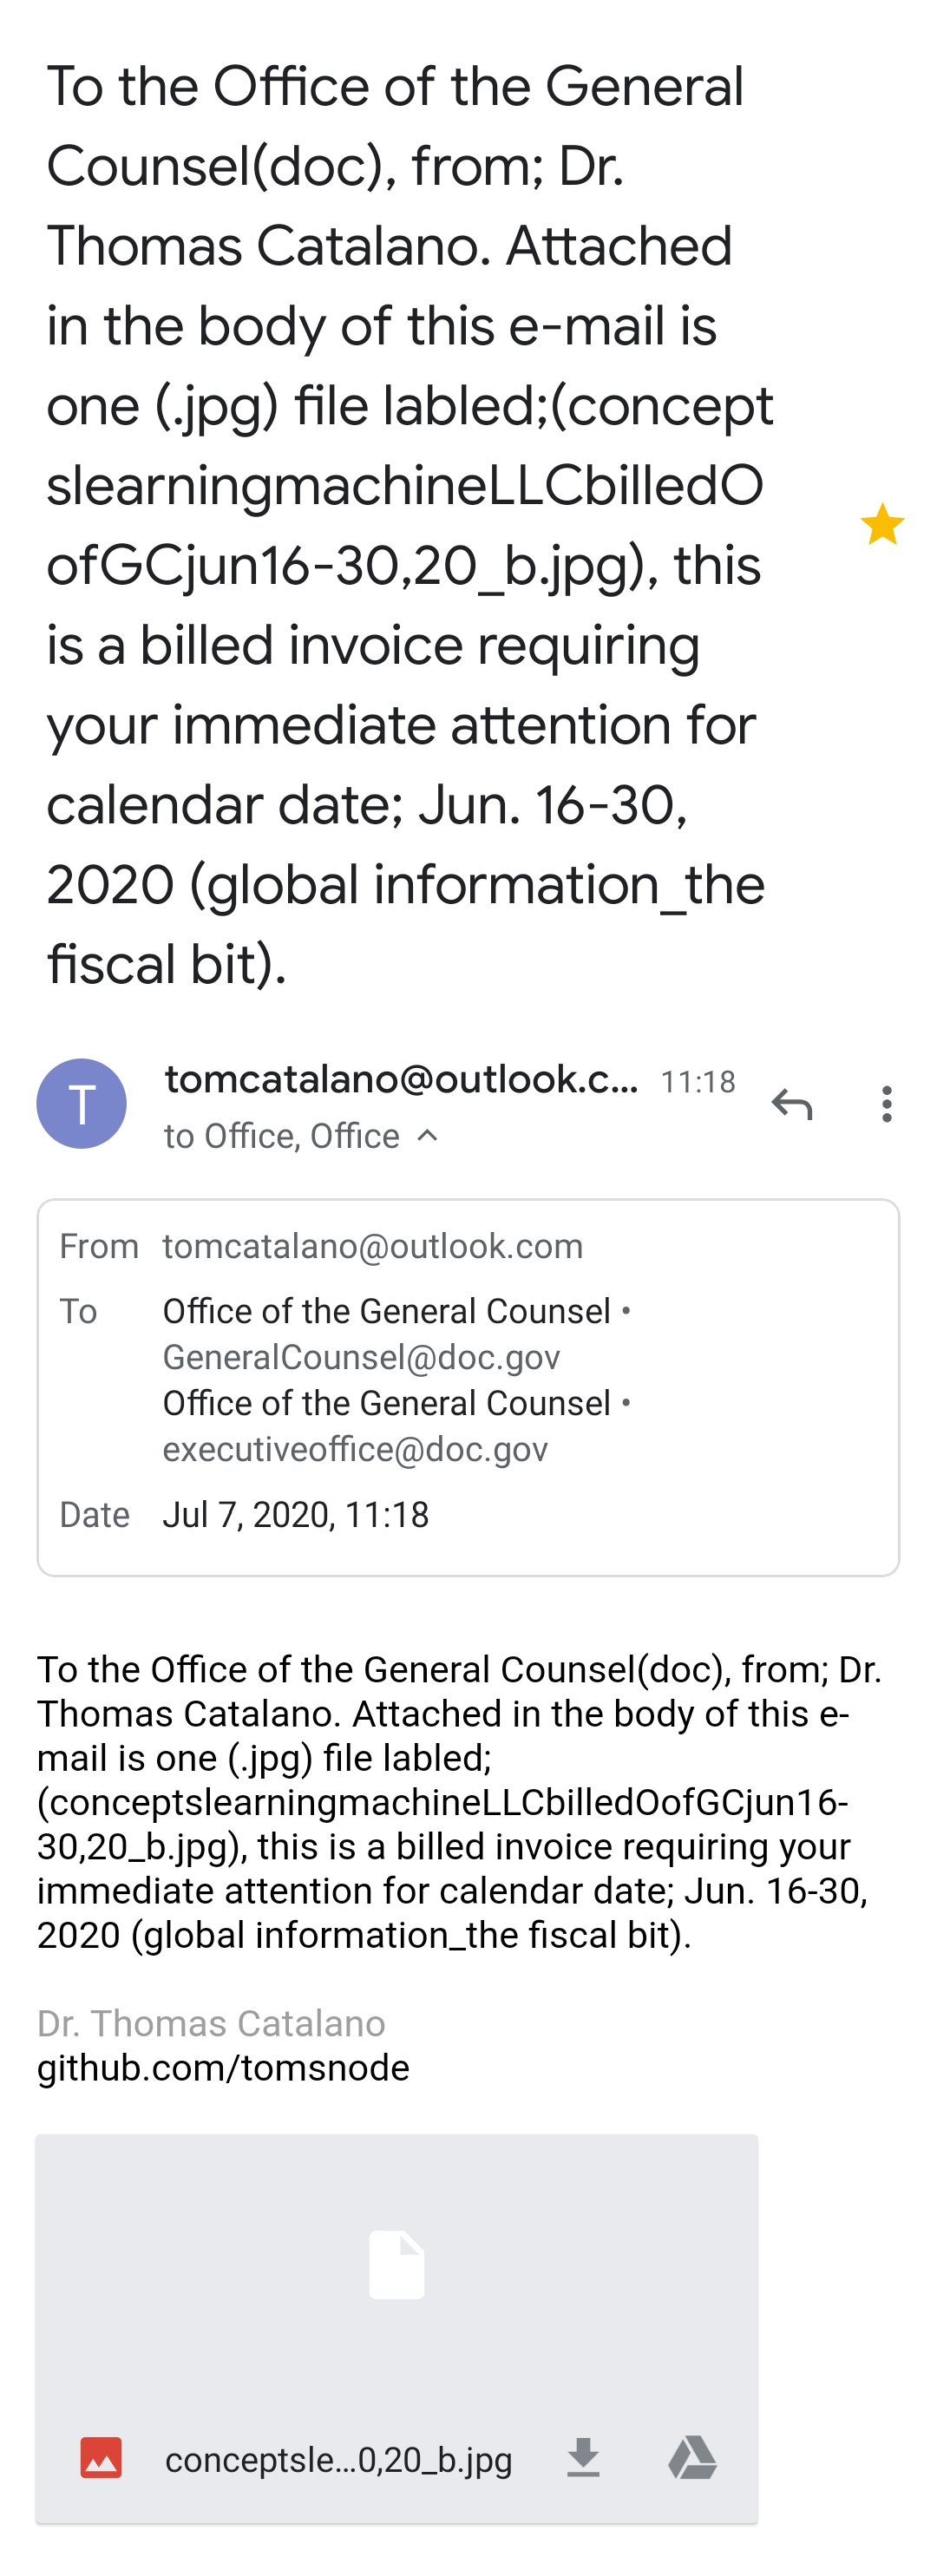 To the Office of the General
Counsel(doc), from; Dr.
Thomas Catalano. Attached
in the body of this e-mail is
one (.jpg) file labled;(concept
slearningmachineLLCbilledO
ofGCjun16-30,20_b.jpg), this
is a billed invoice requiring
your immediate attention for
calendar date; Jun. 16-30,
2020 (global information_the
fiscal bit).
T
tomcatalano@outlook.c... 11:18
to Office, Office
From tomcatalano@outlook.com
To Office of the General Counsel •
GeneralCounsel@doc.gov
Office of the General Counsel •
executiveoffice@doc.gov
Date Jul 7, 2020, 11:18
To the Office of the General Counsel(doc), from; Dr.
Thomas Catalano. Attached in the body of this e-
mail is one (.jpg) file labled;
(conceptslearningmachineLLCbilledOofGCjun16-
30,20_b.jpg), this is a billed invoice requiring your
immediate attention for calendar date; Jun. 16-30,
2020 (global information_the fiscal bit).
Dr. Thomas Catalano
github.com/tomsnode
conceptsle...0,20_b.jpg